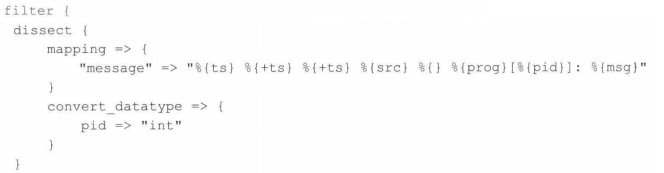 filter {
dissect {
mapping => {
"message" => "%{ts} %{+ts} %{+ts} %{src} %{} %{prog}[%{pid}]: %{msg}"
}
convert_datatype => {
pid => "int"
}
}